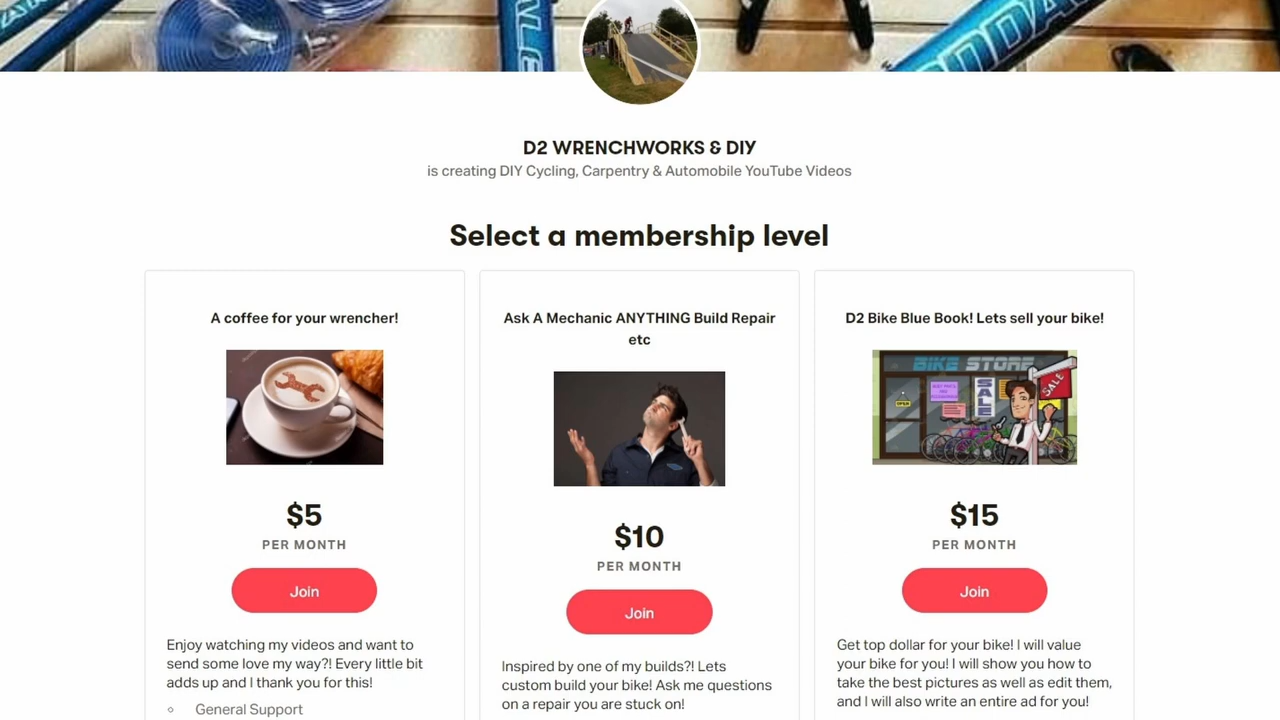 D2 WRENCHWORKS & DIY
is creating DIY Cycling, Carpentry & Automobile YouTube Videos
Select a membership level
A coffee for your wrencher!
$5
PER MONTH
Join
Enjoy watching my videos and want to
send some love my way?! Every little bit
adds up and I thank you for this!
General Support
Ask A Mechanic ANYTHING Build Repair
etc
$10
PER MONTH
Join
Inspired by one of my builds?! Lets
custom build your bike! Ask me questions
on a repair you are stuck on!
D2 Bike Blue Book! Lets sell your bike!
BIKE STORE
OPEN
SALE
SALE
$15
PER MONTH
Join
Get top dollar for your bike! I will value
your bike for you! I will show you how to
take the best pictures as well as edit them,
and I will also write an entire ad for you!